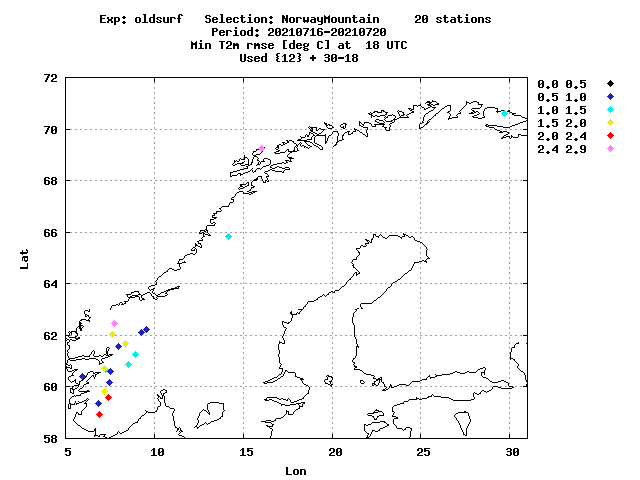 Exp: oldsurf   Selection: NorwayMountain     20 stations
Period: 20210716-20210720
Min T2m rmse [deg C] at  18 UTC
Used {12} + 30-18
72
70
68
66
64
62
60
58
Lat
5 10 15 20 25 30
Lon
0.0 0.5
0.5 1.0
1.0 1.5
1.5 2.0
2.0 2.4
2.4 2.9